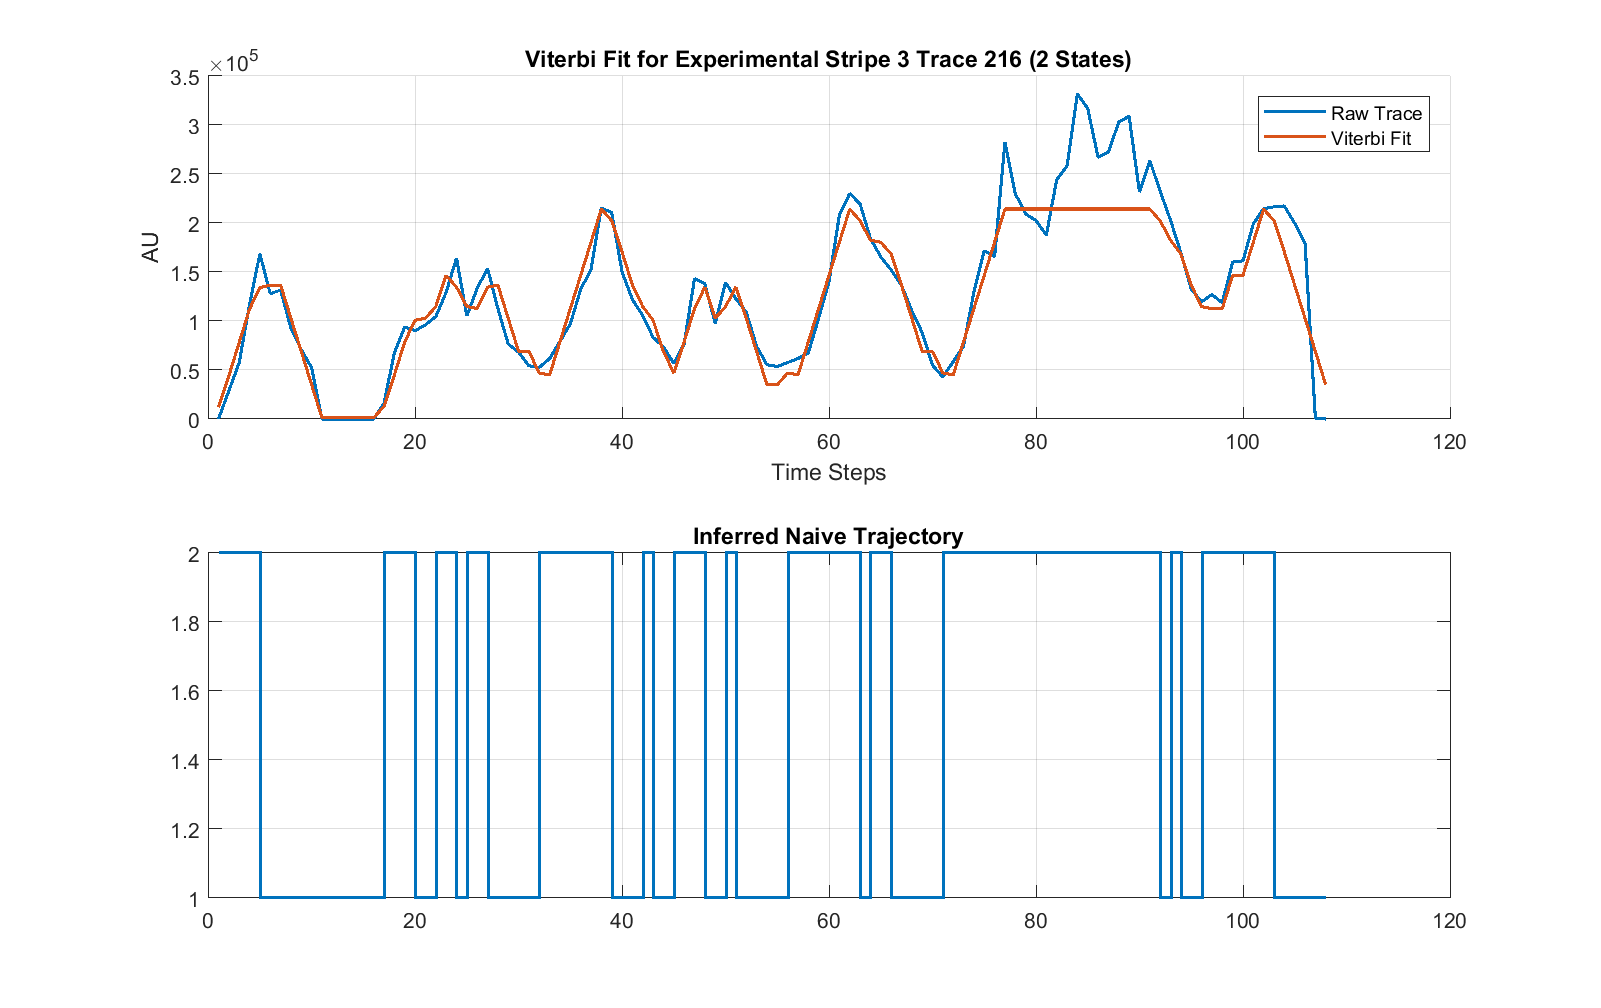 Viterbi Fit for Experimental Stripe 3 Trace 216 (2 States)
×10^5
3.5
3
2.5
2
1.5
1
0.5
0
AU
Raw Trace
Viterbi Fit
0 20 40 60 80 100 120
Time Steps
Inferred Naive Trajectory
2
1.8
1.6
1.4
1.2
1
0 20 40 60 80 100 120